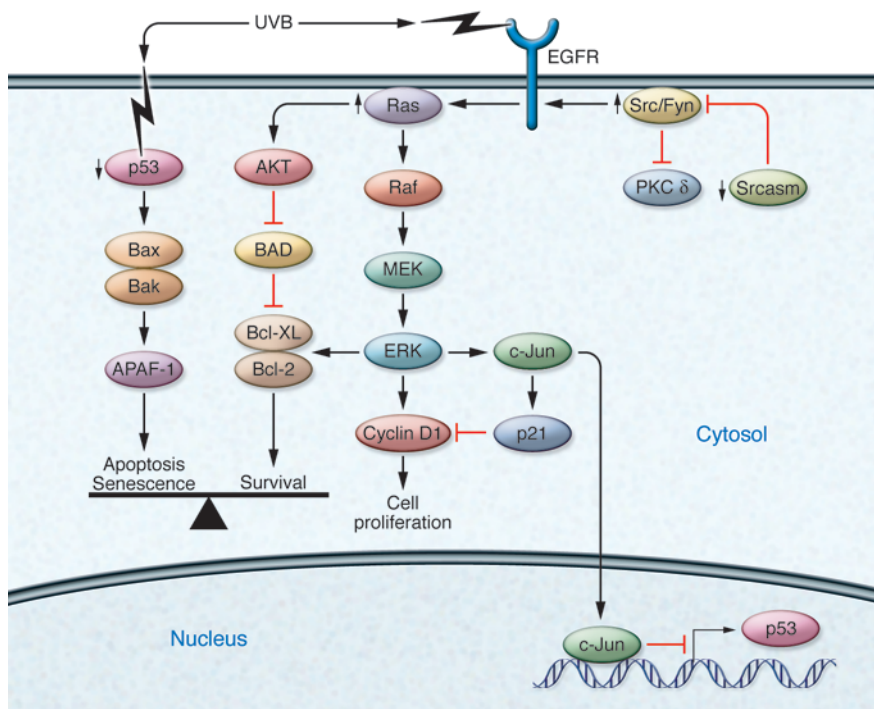 UVB
EGFR
Ras
Src/Fyn
p53
AKT
Raf
PKC δ
Srcasm
Bax
BAD
Bak
MEK
Bcl-XL
ERK
c-Jun
Bcl-2
APAF-1
Cyclin D1
p21
Cytosol
Apoptosis
Senescence
Survival
Cell
proliferation
Nucleus
c-Jun
p53